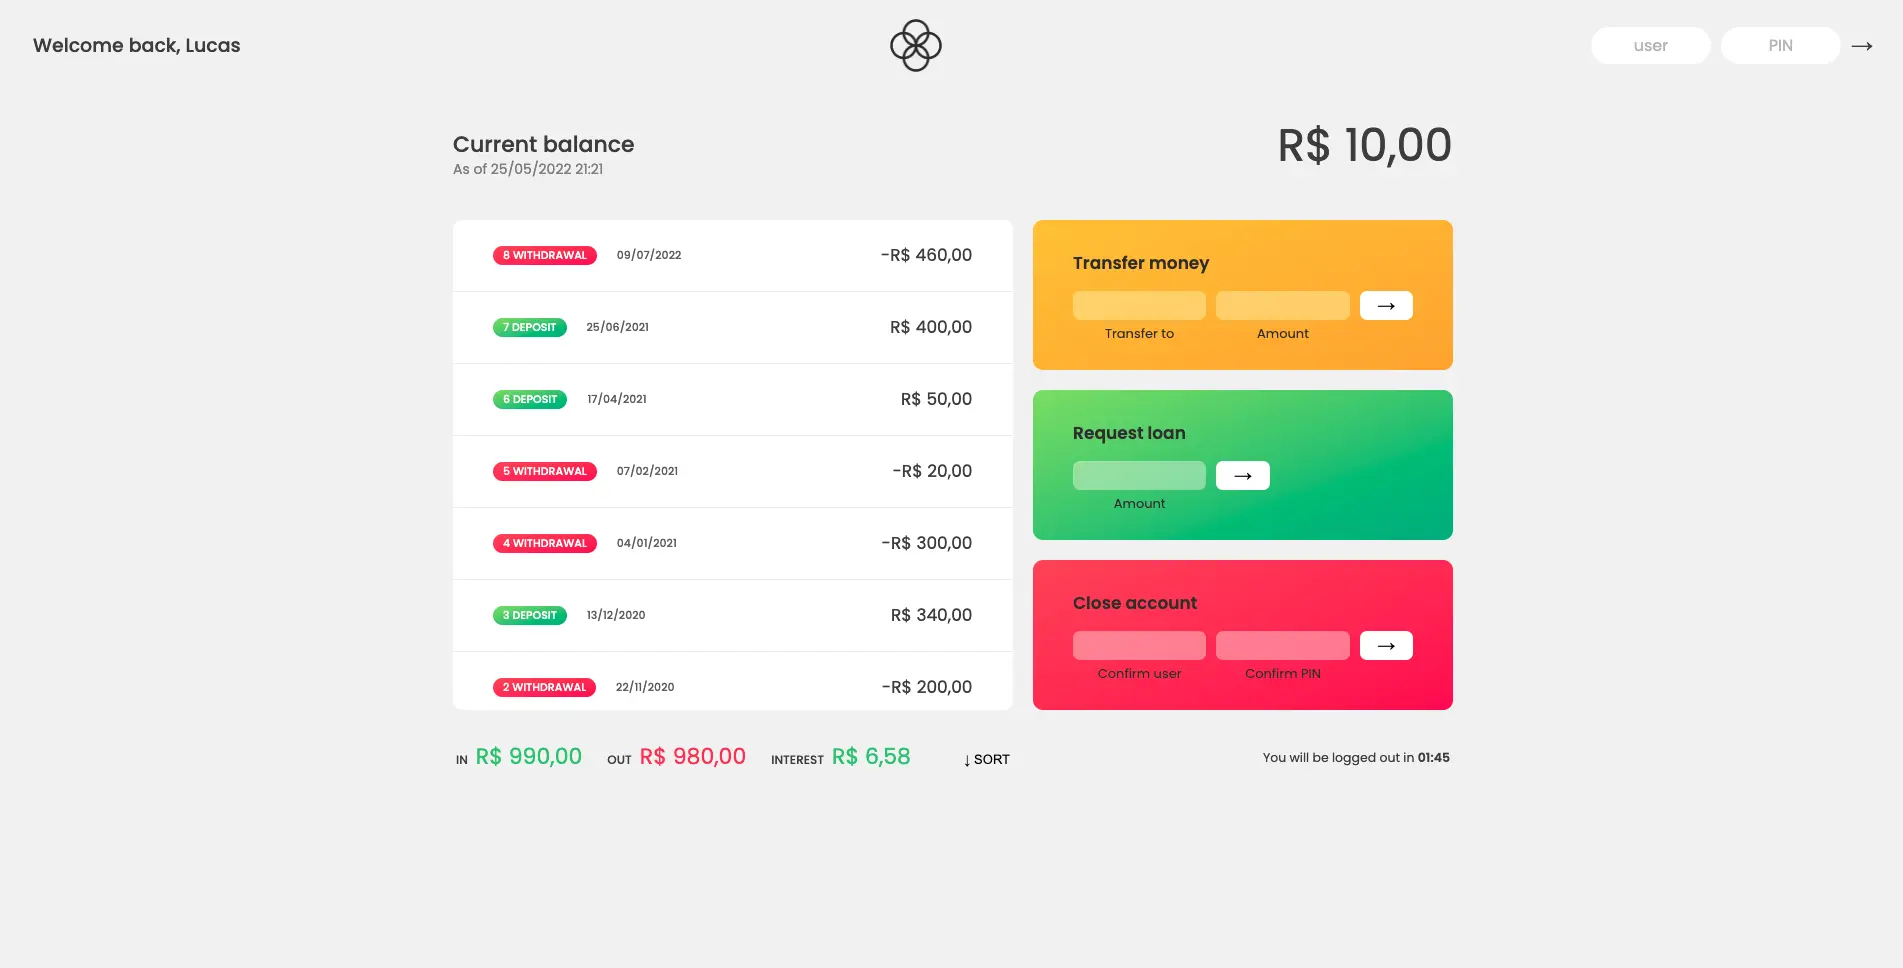 Welcome back, Lucas
user PIN →
Current balance
As of 25/05/2022 21:21
R$ 10,00
8 WITHDRAWAL 09/07/2022 -R$ 460,00
7 DEPOSIT 25/06/2021 R$ 400,00
6 DEPOSIT 17/04/2021 R$ 50,00
5 WITHDRAWAL 07/02/2021 -R$ 20,00
4 WITHDRAWAL 04/01/2021 -R$ 300,00
3 DEPOSIT 13/12/2020 R$ 340,00
2 WITHDRAWAL 22/11/2020 -R$ 200,00
Transfer money
→
Transfer to Amount
Request loan
→
Amount
Close account
→
Confirm user Confirm PIN
IN R$ 990,00 OUT R$ 980,00 INTEREST R$ 6,58 ↓ SORT
You will be logged out in 01:45